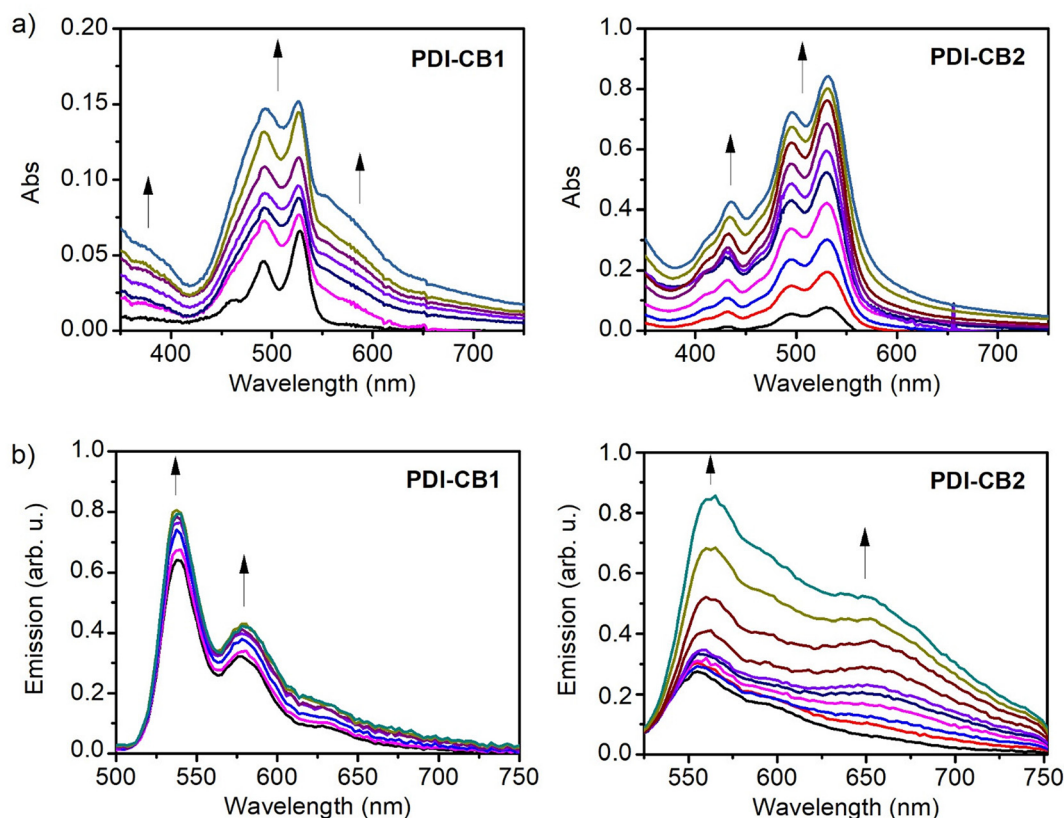 a)
PDI-CB1
Abs
0.20
0.15
0.10
0.05
0.00
400 500 600 700
Wavelength (nm)
PDI-CB2
Abs
1.0
0.8
0.6
0.4
0.2
0.0
400 500 600 700
Wavelength (nm)
b)
PDI-CB1
Emission (arb. u.)
1.0
0.8
0.6
0.4
0.2
0.0
500 550 600 650 700 750
Wavelength (nm)
PDI-CB2
Emission (arb. u.)
1.0
0.8
0.6
0.4
0.2
0.0
550 600 650 700 750
Wavelength (nm)